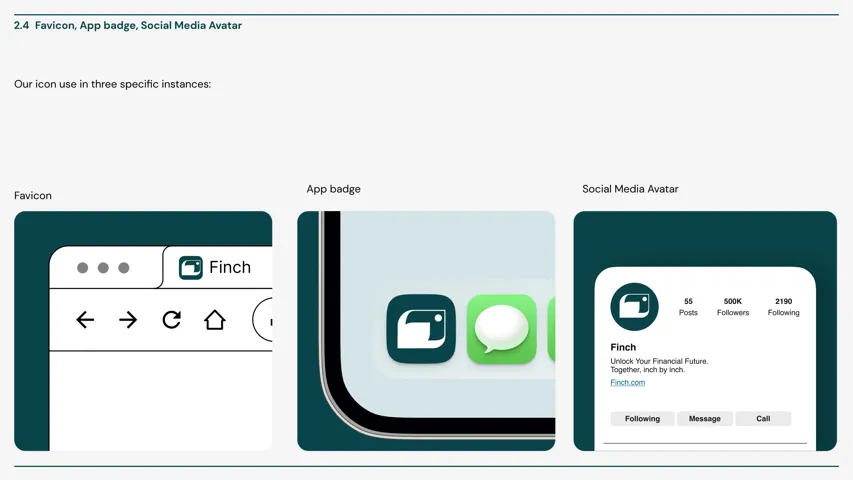 2.4 Favicon, App badge, Social Media Avatar
Our icon use in three specific instances:
Favicon
App badge
Social Media Avatar
Finch
55
500K
2190
Posts
Followers
Following
Finch
Unlock Your Financial Future.
Together, inch by inch.
Finch.com
Following
Message
Call